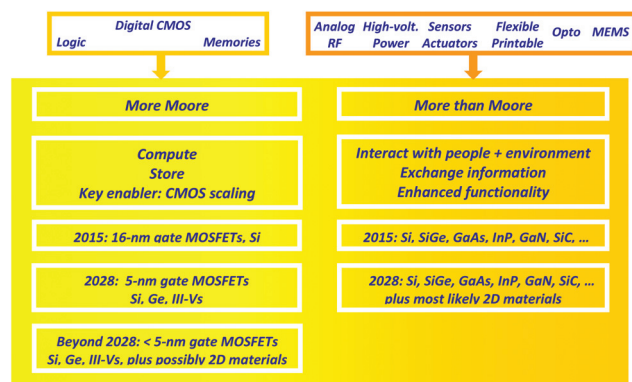 Digital CMOS
Logic Memories
Analog High-volt. Sensors Flexible Opto MEMS
RF Power Actuators Printable
More Moore
Compute
Store
Key enabler: CMOS scaling
2015: 16-nm gate MOSFETs, Si
2028: 5-nm gate MOSFETs
Si, Ge, III-Vs
Beyond 2028: < 5-nm gate MOSFETs
Si, Ge, III-Vs, plus possibly 2D materials
More than Moore
Interact with people + environment
Exchange information
Enhanced functionality
2015: Si, SiGe, GaAs, InP, GaN, SiC, ...
2028: Si, SiGe, GaAs, InP, GaN, SiC, ...
plus most likely 2D materials